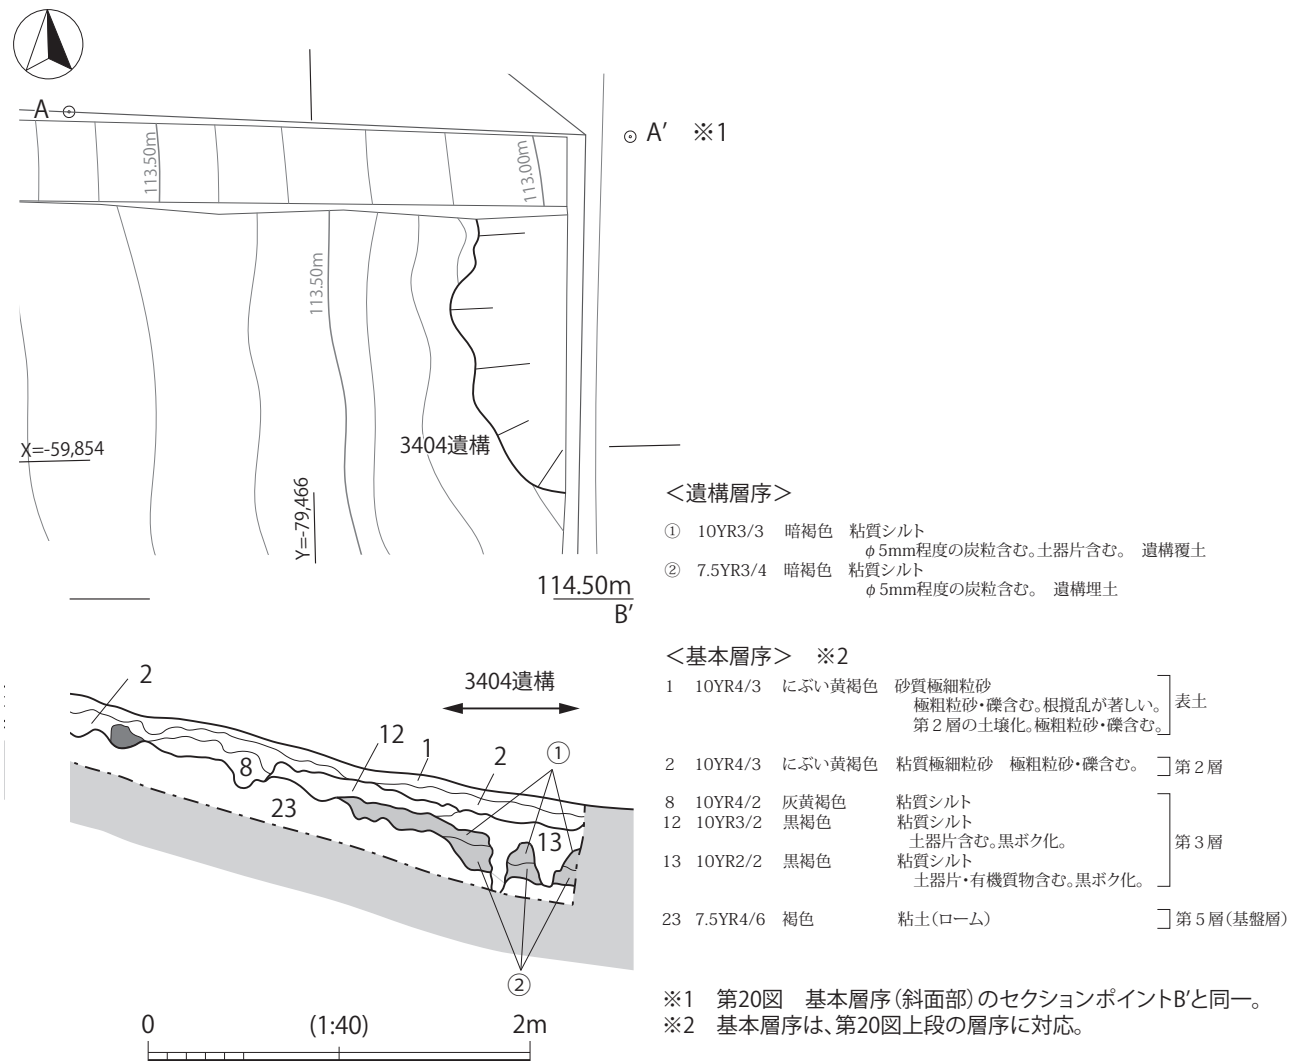 A
A′ ※1
113.50m
113.00m
113.50m
3404遺構
X=-59,854
Y=-79,466
114.50m
B′
＜遺構層序＞
① 10YR3/3 暗褐色 粘質シルト
φ5mm程度の炭粒含む。土器片含む。 遺構覆土
② 7.5YR3/4 暗褐色 粘質シルト
φ5mm程度の炭粒含む。 遺構埋土
＜基本層序＞ ※2
1 10YR4/3 にぶい黄褐色 砂質極細粒砂
極粗粒砂・礫含む。根撹乱が著しい。
第２層の土壌化。極粗粒砂・礫含む。
表土
2 10YR4/3 にぶい黄褐色 粘質極細粒砂 極粗粒砂・礫含む。 第２層
8 10YR4/2 灰黄褐色 粘質シルト
12 10YR3/2 黒褐色 粘質シルト
土器片含む。黒ボク化。
第３層
13 10YR2/2 黒褐色 粘質シルト
土器片・有機質物含む。黒ボク化。
23 7.5YR4/6 褐色 粘土（ローム） 第５層（基盤層）
2
3404遺構
12
1
2
①
8
23
13
②
0 (1:40) 2m
※1 第20図 基本層序（斜面部）のセクションポイントB′と同一。
※2 基本層序は、第20図上段の層序に対応。